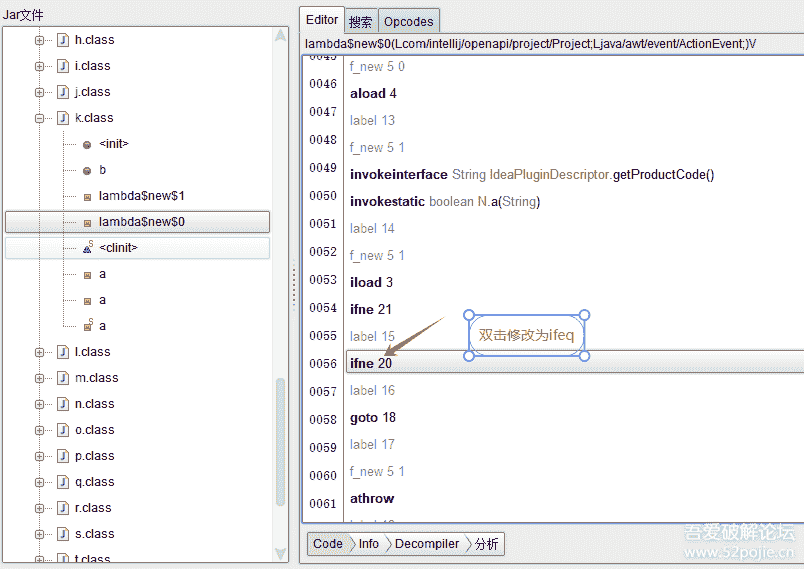 Jar文件
h.class
i.class
j.class
k.class
<init>
b
lambda$new$1
lambda$new$0
<clinit>
a
a
a
l.class
m.class
n.class
o.class
p.class
q.class
r.class
s.class
t.class
Editor 搜索 Opcodes
lambda$new$0(Lcom/intellij/openapi/project/Project;Ljava/awt/event/ActionEvent;)V
0045 f_new 5 0
0046 aload 4
0047 label 13
0048 f_new 5 1
0049 invokeinterface String IdeaPluginDescriptor.getProductCode()
0050 invokestatic boolean N.a(String)
0051 label 14
0052 f_new 5 1
0053 iload 3
0054 ifne 21
0055 label 15
双击修改为ifeq
0056 ifne 20
0057 label 16
0058 goto 18
0059 label 17
0060 f_new 5 1
0061 athrow
Code Info Decompiler 分析
吾爱破解论坛
www.52pojie.cn